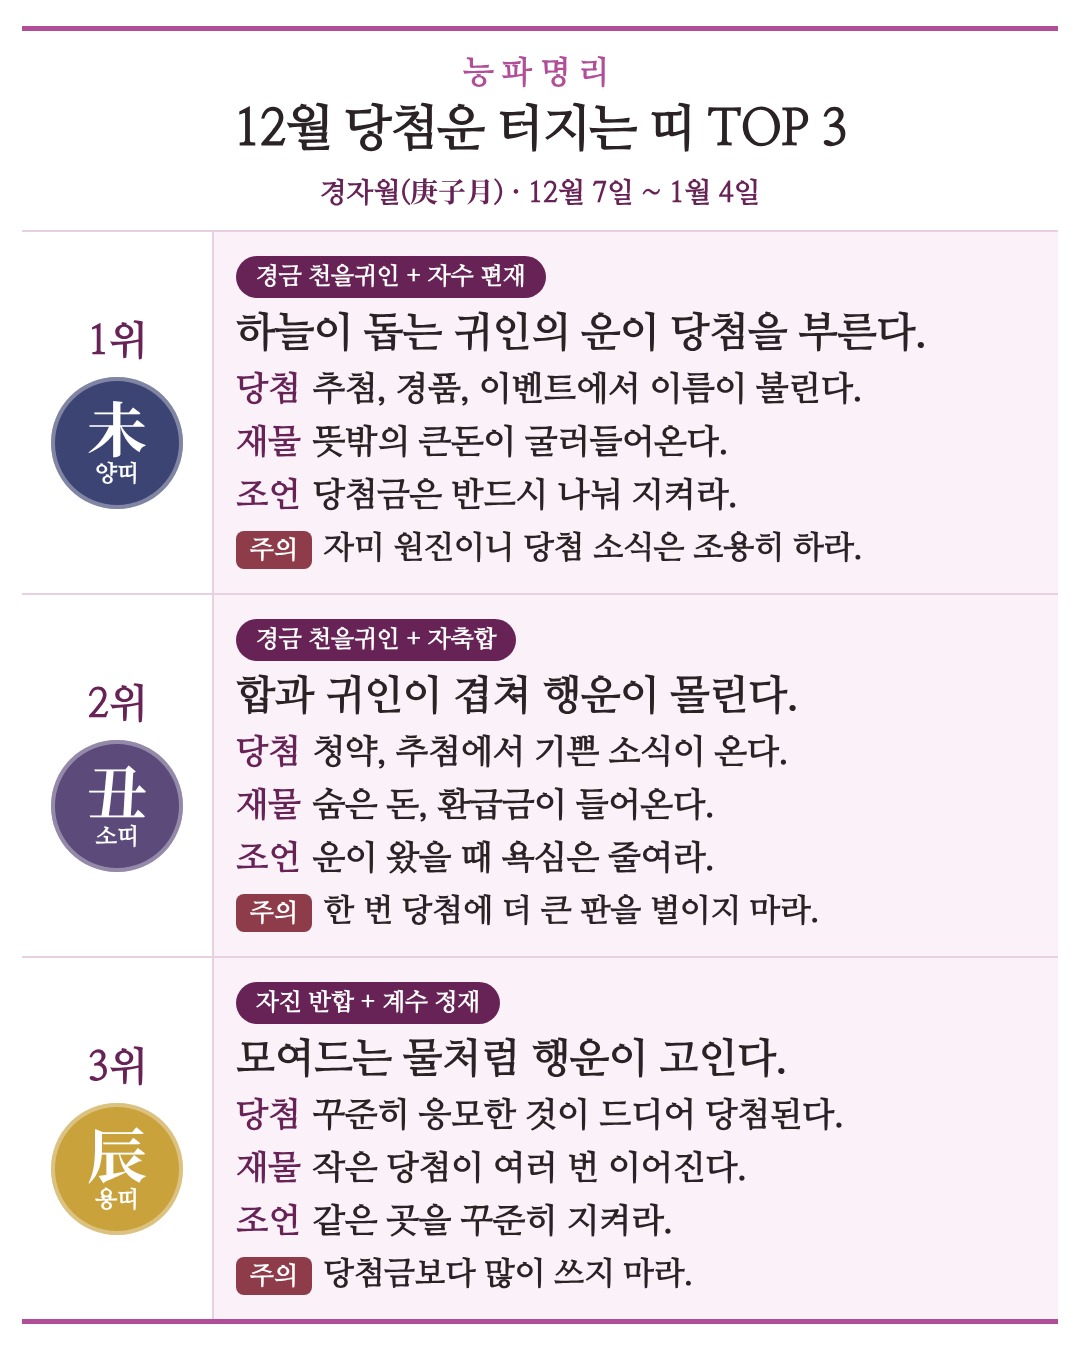 능파명리
12월 당첨운 터지는 띠 TOP 3
경자월(庚子月) · 12월 7일 ~ 1월 4일
1위
未
양띠
경금 천을귀인 + 자수 편재
하늘이 돕는 귀인의 운이 당첨을 부른다.
당첨 추첨, 경품, 이벤트에서 이름이 불린다.
재물 뜻밖의 큰돈이 굴러들어온다.
조언 당첨금은 반드시 나눠 지켜라.
주의 자미 원진이니 당첨 소식은 조용히 하라.
2위
丑
소띠
경금 천을귀인 + 자축합
합과 귀인이 겹쳐 행운이 몰린다.
당첨 청약, 추첨에서 기쁜 소식이 온다.
재물 숨은 돈, 환급금이 들어온다.
조언 운이 왔을 때 욕심은 줄여라.
주의 한 번 당첨에 더 큰 판을 벌이지 마라.
3위
辰
용띠
자진 반합 + 계수 정재
모여드는 물처럼 행운이 고인다.
당첨 꾸준히 응모한 것이 드디어 당첨된다.
재물 작은 당첨이 여러 번 이어진다.
조언 같은 곳을 꾸준히 지켜라.
주의 당첨금보다 많이 쓰지 마라.